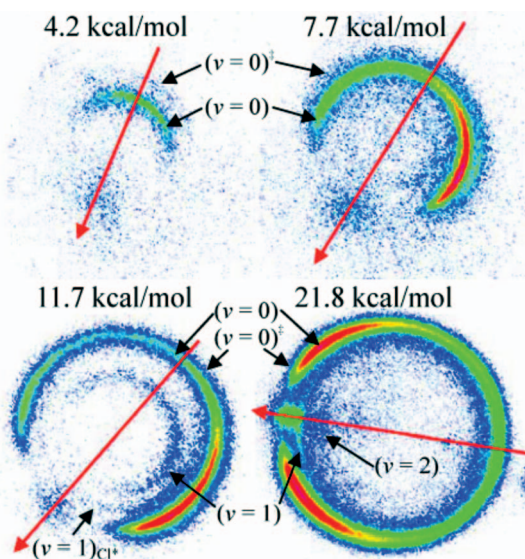 4.2 kcal/mol
7.7 kcal/mol
(v = 0)‡
(v = 0)
11.7 kcal/mol
21.8 kcal/mol
(v = 0)
(v = 0)‡
(v = 2)
(v = 1)
(v = 1)Cl*